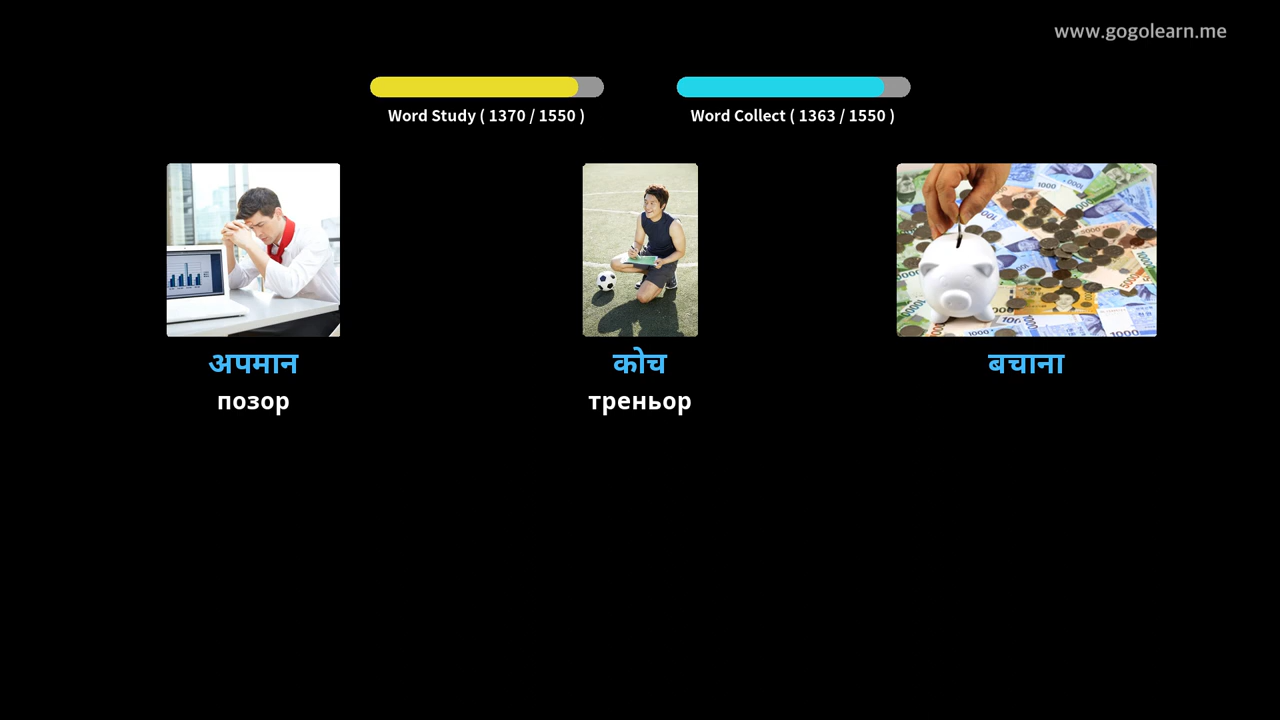 www.gogolearn.me
Word Study ( 1370 / 1550 )
Word Collect ( 1363 / 1550 )
अपमान
कोच
बचाना
позор
треньор